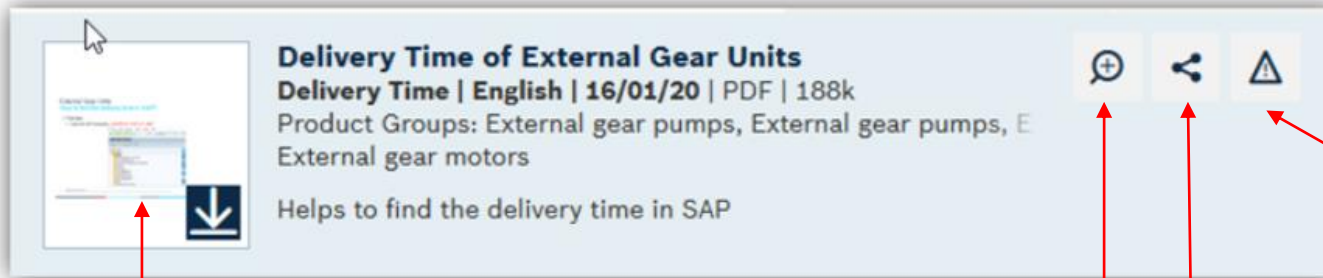 Delivery Time of External Gear Units
Delivery Time | English | 16/01/20 | PDF | 188k
Product Groups: External gear pumps, External gear pumps, E
External gear motors
Helps to find the delivery time in SAP